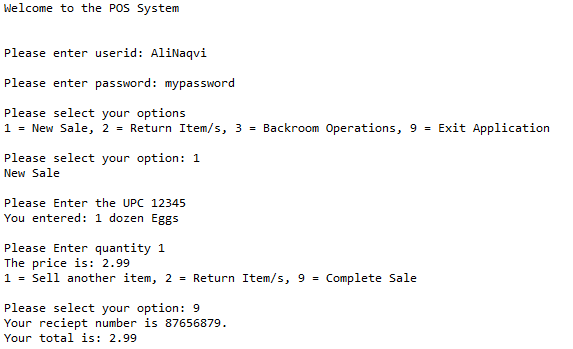 Welcome to the POS System
Please enter userid: AliNaqvi
Please enter password: mypassword
Please select your options
1 = New Sale, 2 = Return Item/s, 3 = Backroom Operations, 9 = Exit Application
Please select your option: 1
New Sale
Please Enter the UPC 12345
You entered: 1 dozen Eggs
Please Enter quantity 1
The price is: 2.99
1 = Sell another item, 2 = Return Item/s, 9 = Complete Sale
Please select your option: 9
Your reciept number is 87656879.
Your total is: 2.99